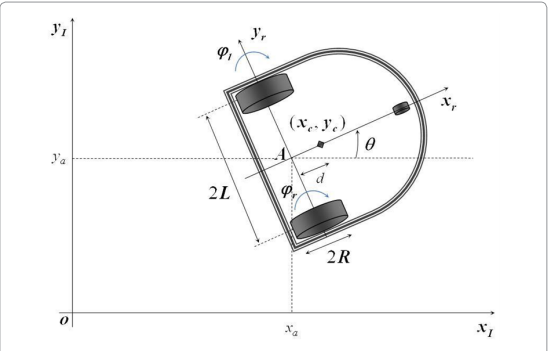 y_I
y_r
φ_l
x_r
(x_c, y_c)
θ
A
y_a
d
2L
φ_r
2R
o
x_a
x_I